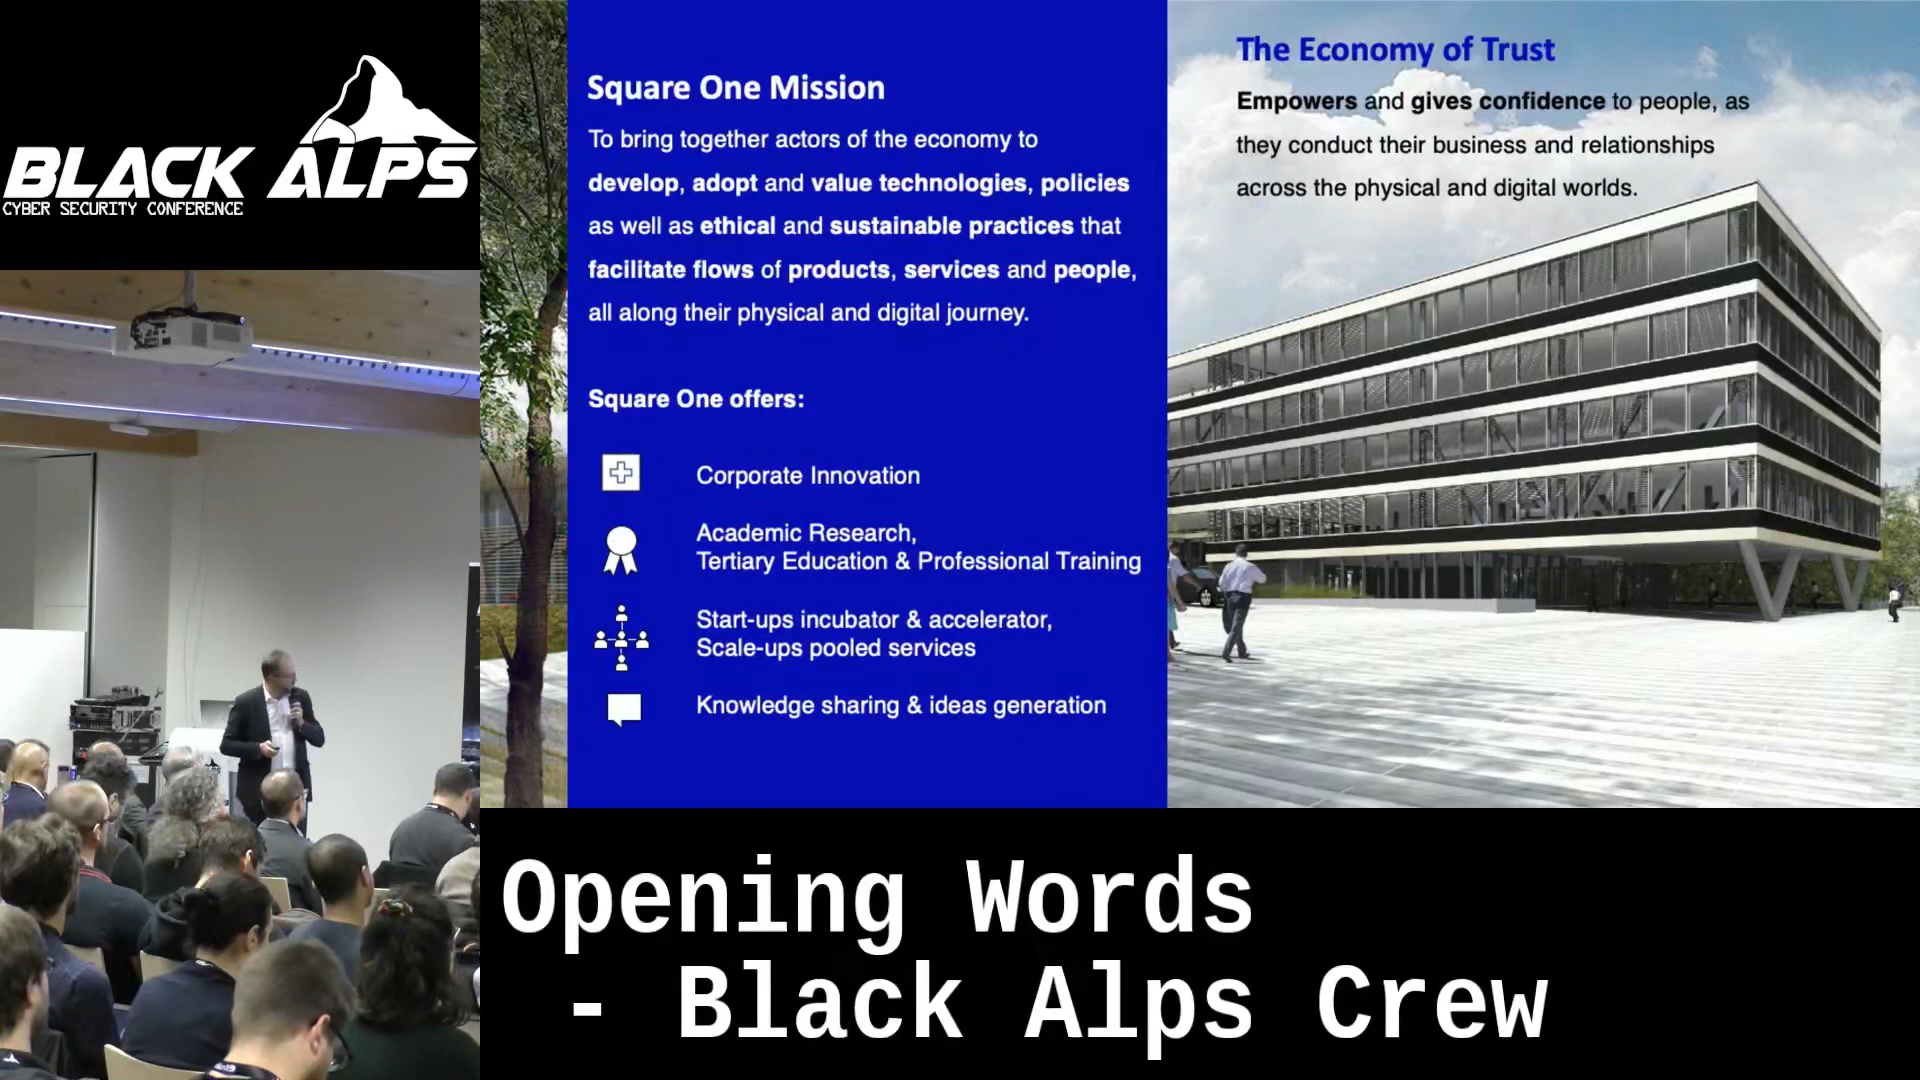 BLACK ALPS
CYBER SECURITY CONFERENCE
Square One Mission
To bring together actors of the economy to
develop, adopt and value technologies, policies
as well as ethical and sustainable practices that
facilitate flows of products, services and people,
all along their physical and digital journey.
Square One offers:
Corporate Innovation
Academic Research,
Tertiary Education & Professional Training
Start-ups incubator & accelerator,
Scale-ups pooled services
Knowledge sharing & ideas generation
The Economy of Trust
Empowers and gives confidence to people, as
they conduct their business and relationships
across the physical and digital worlds.
Opening Words
- Black Alps Crew